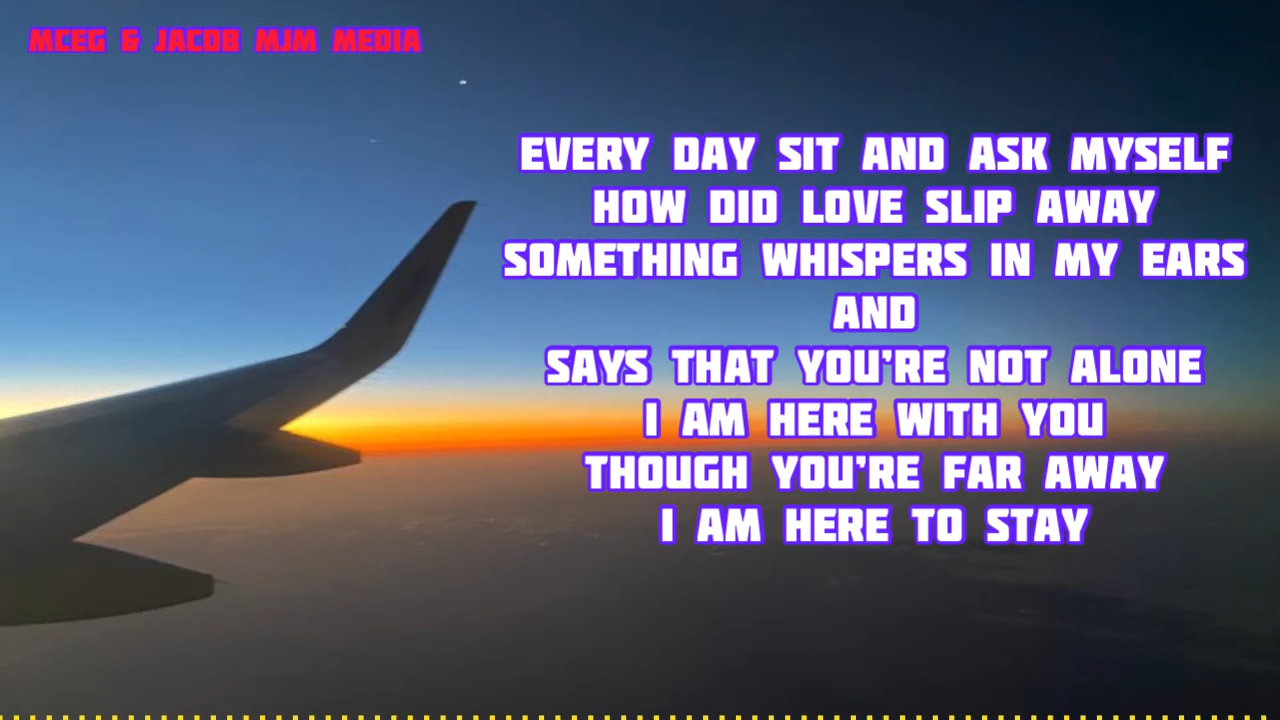 MCEG & JACOB MJM MEDIA
EVERY DAY SIT AND ASK MYSELF
HOW DID LOVE SLIP AWAY
SOMETHING WHISPERS IN MY EARS
AND
SAYS THAT YOU'RE NOT ALONE
I AM HERE WITH YOU
THOUGH YOU'RE FAR AWAY
I AM HERE TO STAY